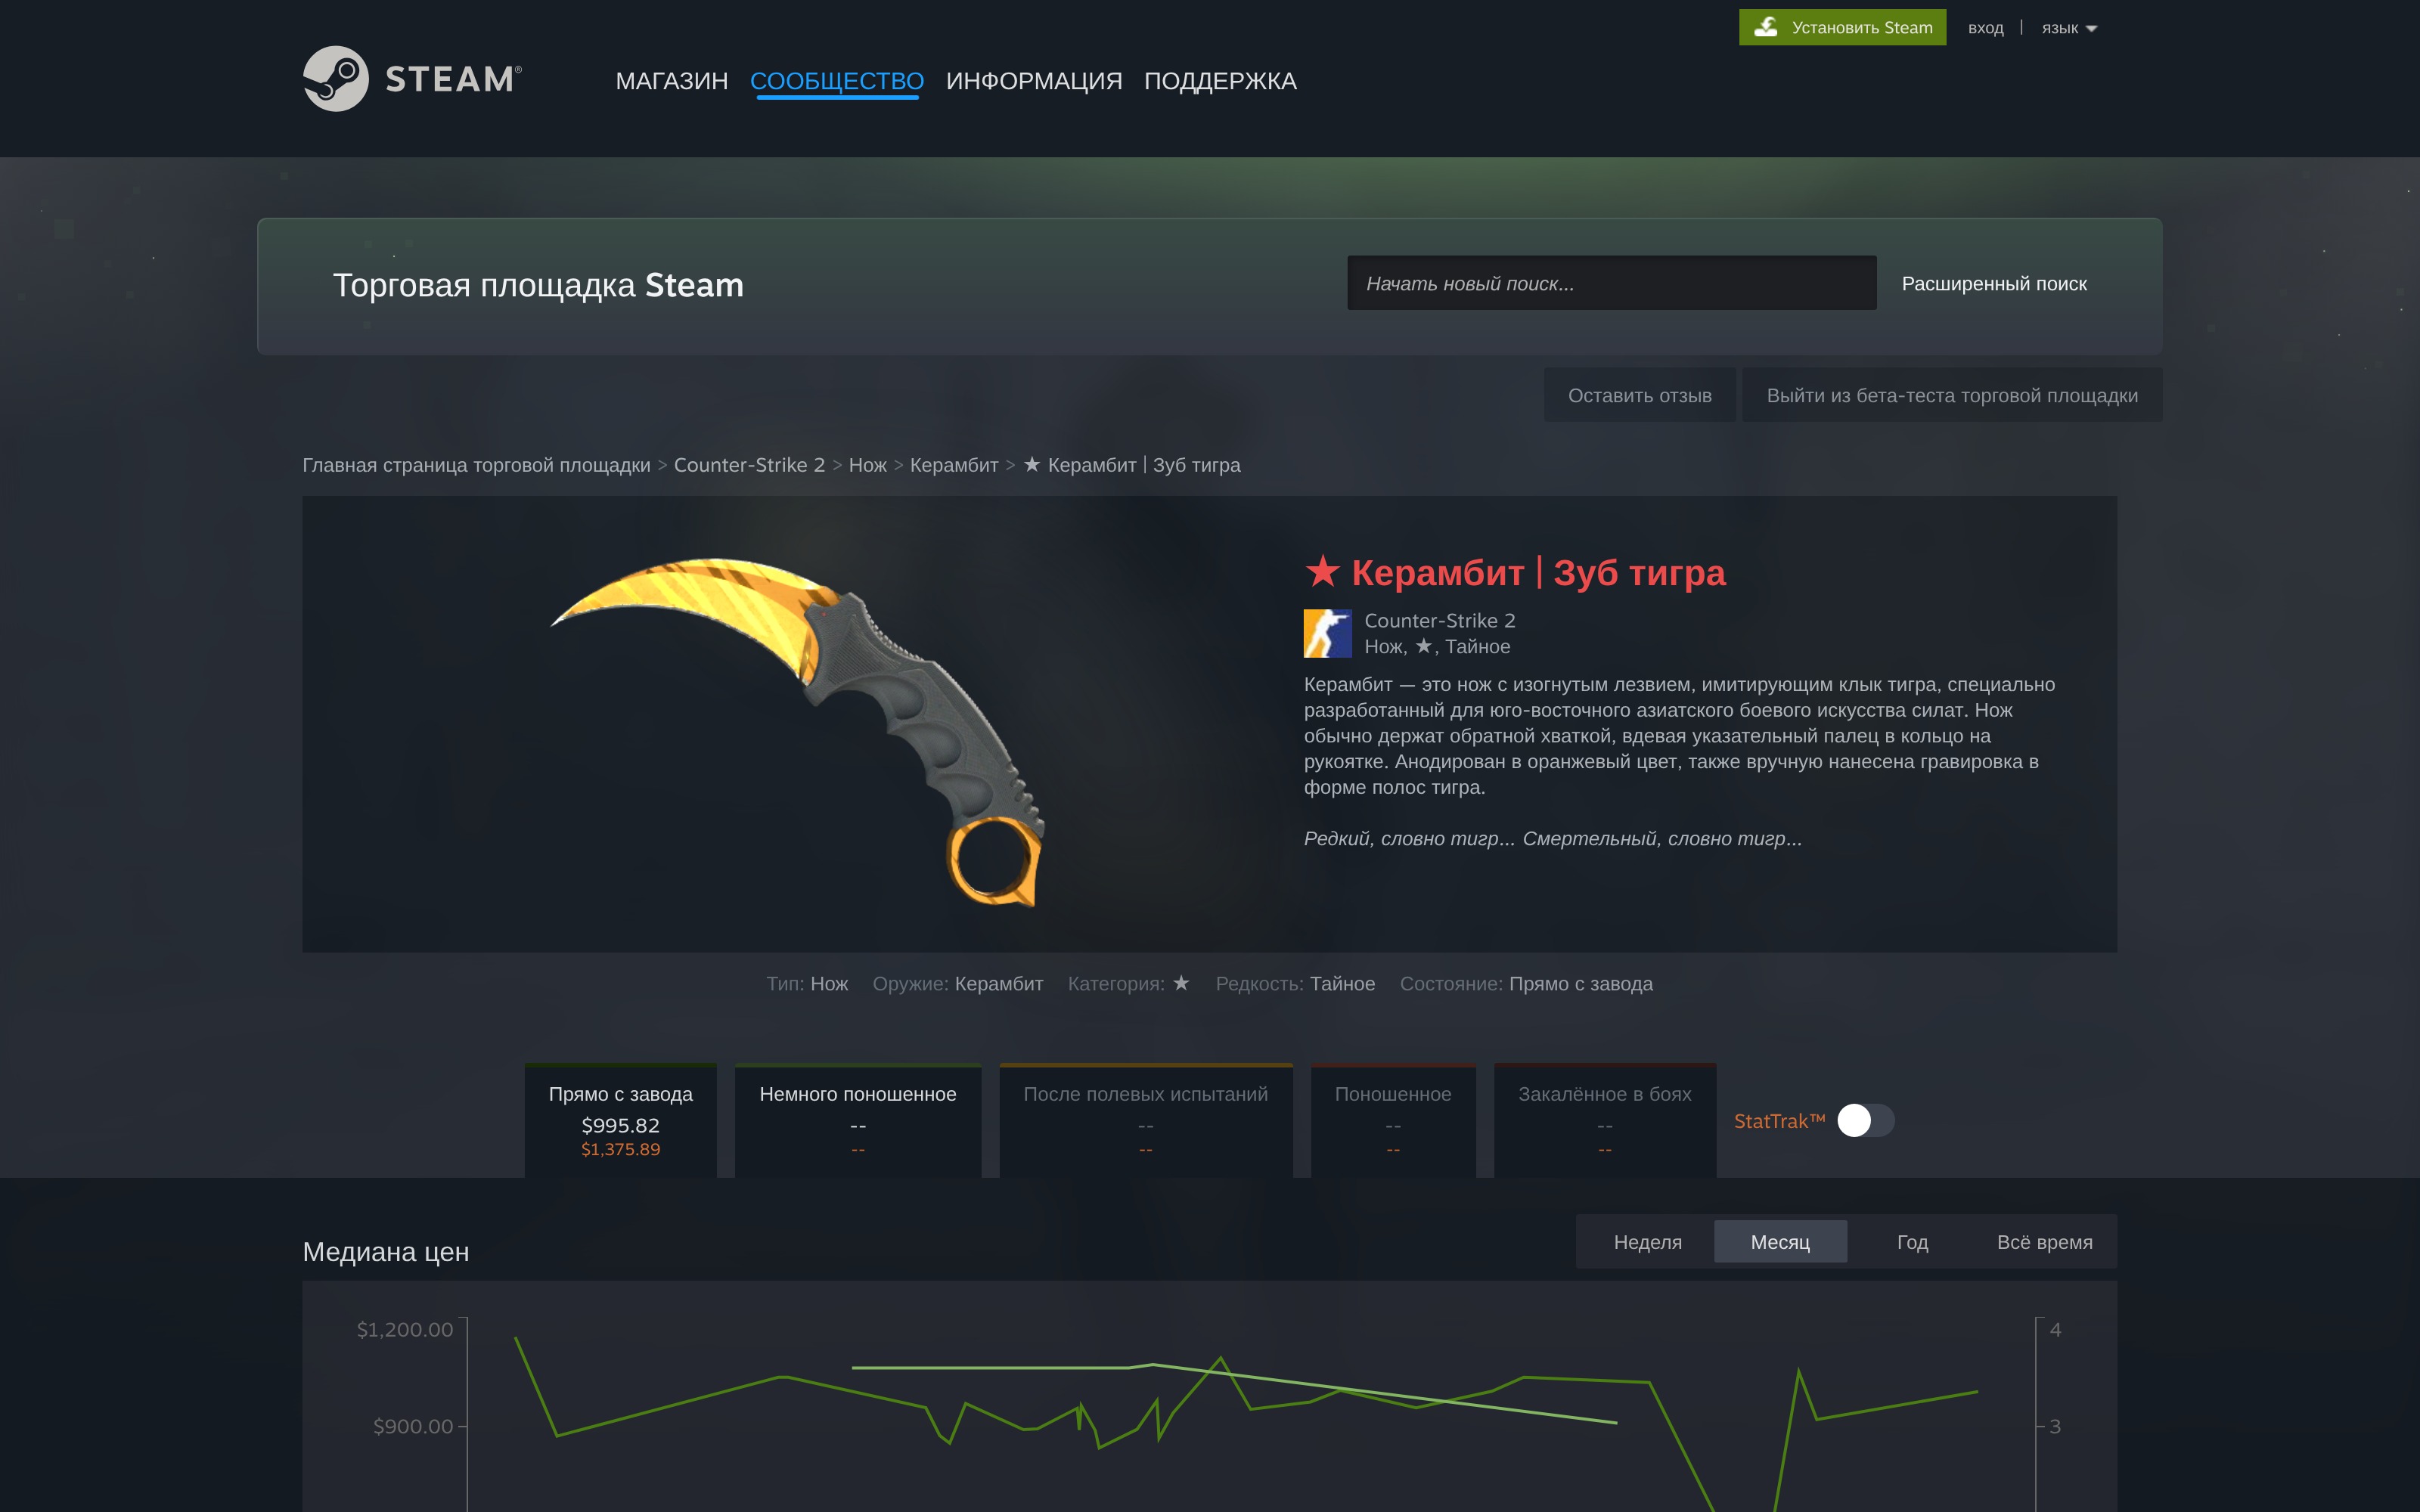 Установить Steam вход | язык
STEAM®
МАГАЗИН СООБЩЕСТВО ИНФОРМАЦИЯ ПОДДЕРЖКА
Торговая площадка Steam
Начать новый поиск...
Расширенный поиск
Оставить отзыв
Выйти из бета-теста торговой площадки
Главная страница торговой площадки > Counter-Strike 2 > Нож > Керамбит > ★ Керамбит | Зуб тигра
★ Керамбит | Зуб тигра
Counter-Strike 2
Нож, ★, Тайное
Керамбит — это нож с изогнутым лезвием, имитирующим клык тигра, специально
разработанный для юго-восточного азиатского боевого искусства силат. Нож
обычно держат обратной хваткой, вдевая указательный палец в кольцо на
рукоятке. Анодирован в оранжевый цвет, также вручную нанесена гравировка в
форме полос тигра.
Редкий, словно тигр... Смертельный, словно тигр...
Тип: Нож Оружие: Керамбит Категория: ★ Редкость: Тайное Состояние: Прямо с завода
Прямо с завода
$995.82
$1,375.89
Немного поношенное
--
--
После полевых испытаний
--
--
Поношенное
--
--
Закалённое в боях
--
--
StatTrak™
Медиана цен
Неделя Месяц Год Всё время
$1,200.00
4
$900.00
3